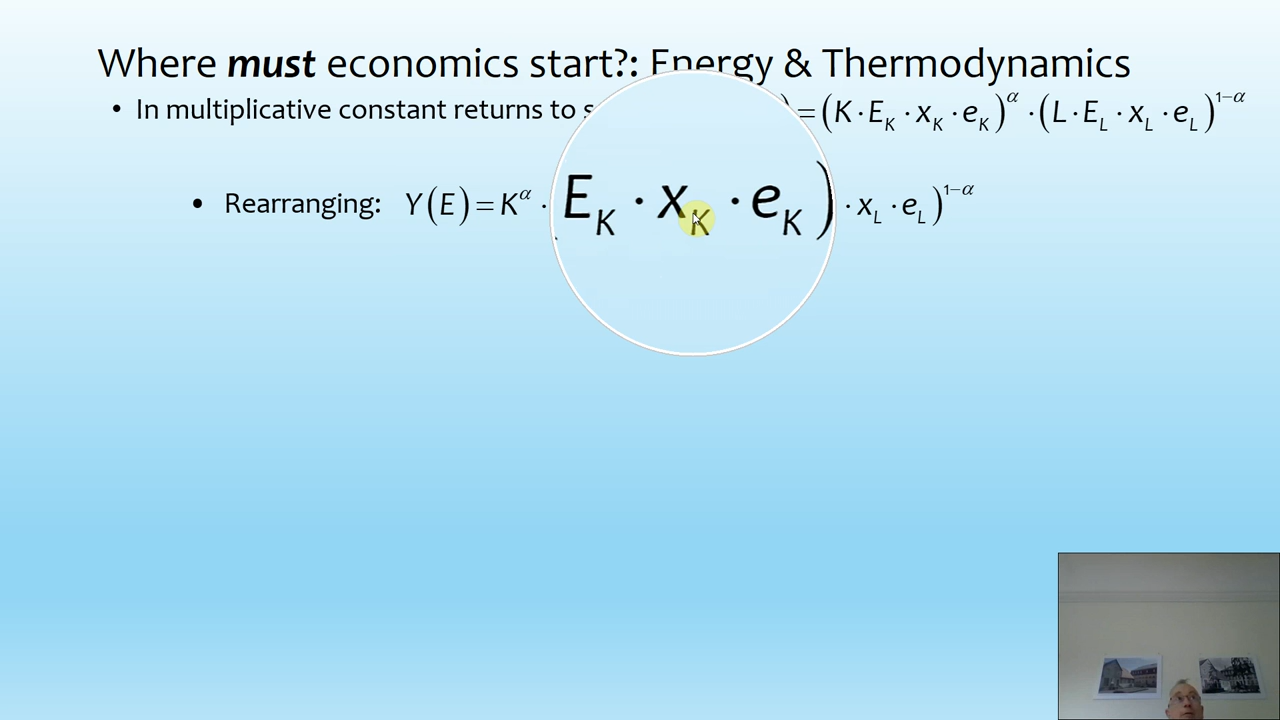 Where must economics start?: Energy & Thermodynamics
• In multiplicative constant returns to =(K·E_K·x_K·e_K)^α·(L·E_L·x_L·e_L)^{1−α}
• Rearranging: Y(E)=K^α· E_K·x_K·e_K) ·x_L·e_L)^{1−α}